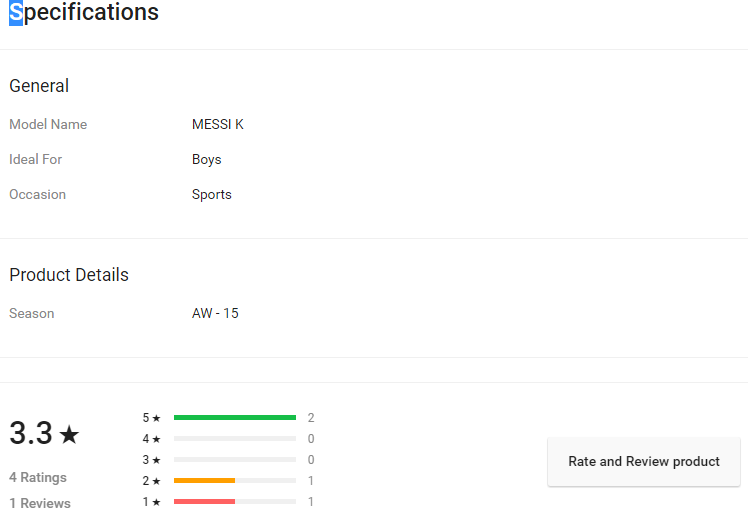 Specifications
General
Model Name MESSI K
Ideal For Boys
Occasion Sports
Product Details
Season AW - 15
3.3 ★
4 Ratings
1 Reviews
5 ★ 2
4 ★ 0
3 ★ 0
2 ★ 1
1 ★ 1
Rate and Review product